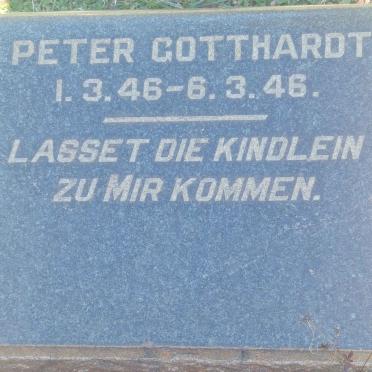 PETER GOTTHARDT
1.3.46-6.3.46.
LASSET DIE KINDLEIN
ZU MIR KOMMEN.